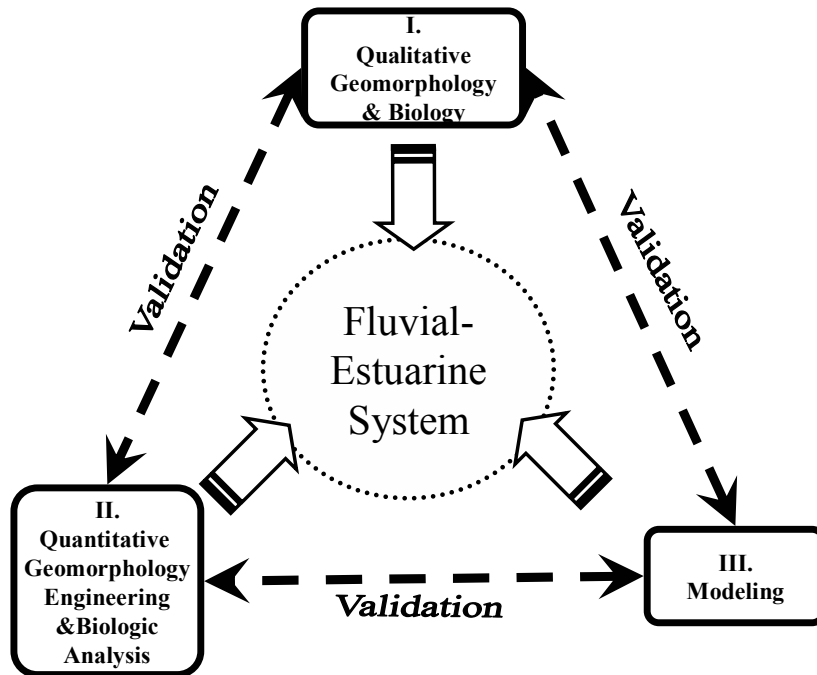 I.
Qualitative
Geomorphology
& Biology
Validation
Validation
Fluvial-
Estuarine
System
II.
Quantitative
Geomorphology
Engineering
&Biologic
Analysis
III.
Modeling
Validation